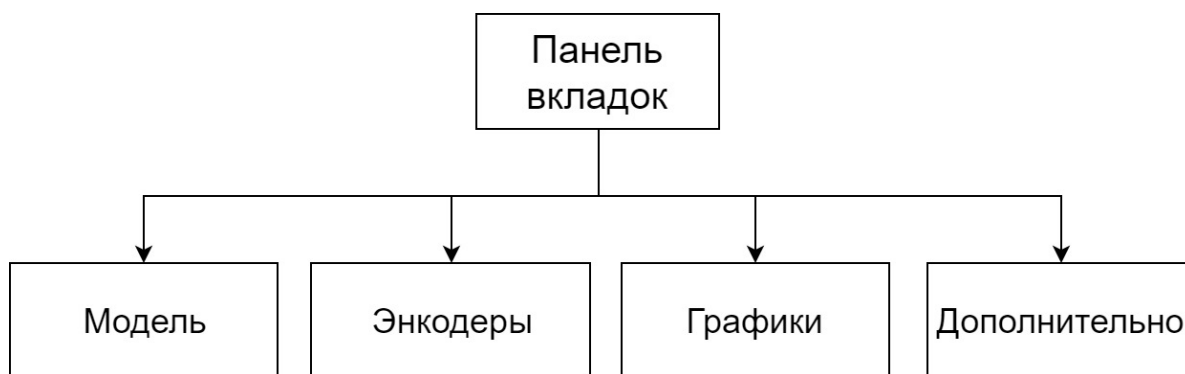 Панель
вкладок
Модель
Энкодеры
Графики
Дополнительно